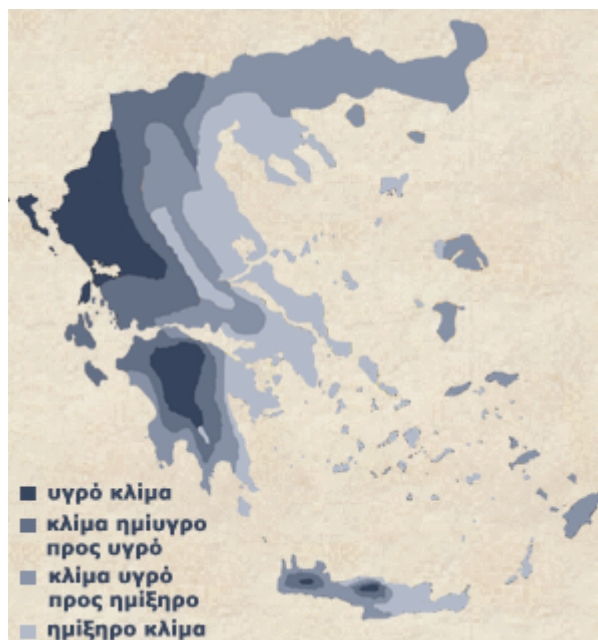 υγρό κλίμα
κλίμα ημίυγρο
προς υγρό
κλίμα υγρό
προς ημίξηρο
ημίξηρο κλίμα